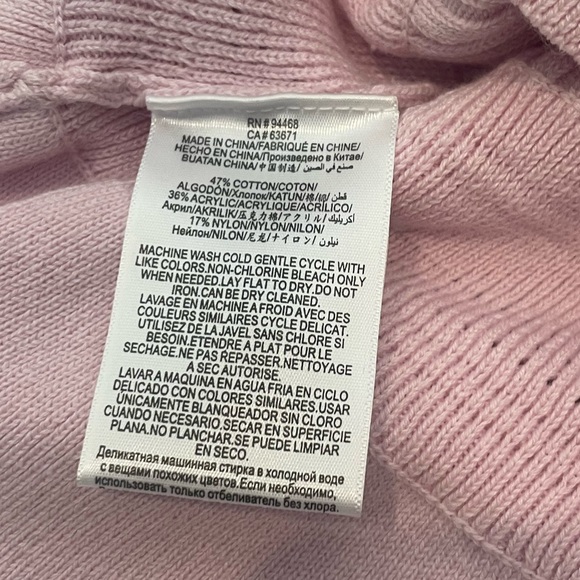 RN # 94468
CA # 63671
MADE IN CHINA/FABRIQUÉ EN CHINE/
HECHO EN CHINA/Произведено в Китае/
BUATAN CHINA/中国制造/ صنع في الصين
47% COTTON/COTON/
ALGODÓN/Хлопок/KATUN/棉/綿/ قطن
36% ACRYLIC/ACRYLIQUE/ACRÍLICO/
Акрил/AKRILIK/压克力棉/アクリル/ أكريليك
17% NYLON/NYLON/NILON/
Нейлон/NILON/尼龙/ナイロン/ نيلون
MACHINE WASH COLD GENTLE CYCLE WITH
LIKE COLORS.NON-CHLORINE BLEACH ONLY
WHEN NEEDED.LAY FLAT TO DRY.DO NOT
IRON.CAN BE DRY CLEANED.
LAVAGE EN MACHINE A FROID AVEC DES
COULEURS SIMILAIRES CYCLE DELICAT.
UTILISEZ DE LA JAVEL SANS CHLORE SI
BESOIN.ETENDRE A PLAT POUR LE
SECHAGE.NE PAS REPASSER.NETTOYAGE
A SEC AUTORISE.
LAVAR A MAQUINA EN AGUA FRIA EN CICLO
DELICADO CON COLORES SIMILARES.USAR
ÚNICAMENTE BLANQUEADOR SIN CLORO
CUANDO NECESARIO.SECAR EN SUPERFICIE
PLANA.NO PLANCHAR.SE PUEDE LIMPIAR
EN SECO.
Деликатная машинная стирка в холодной воде
с вещами похожих цветов.Если необходимо,
использовать только отбеливатель без хлора.